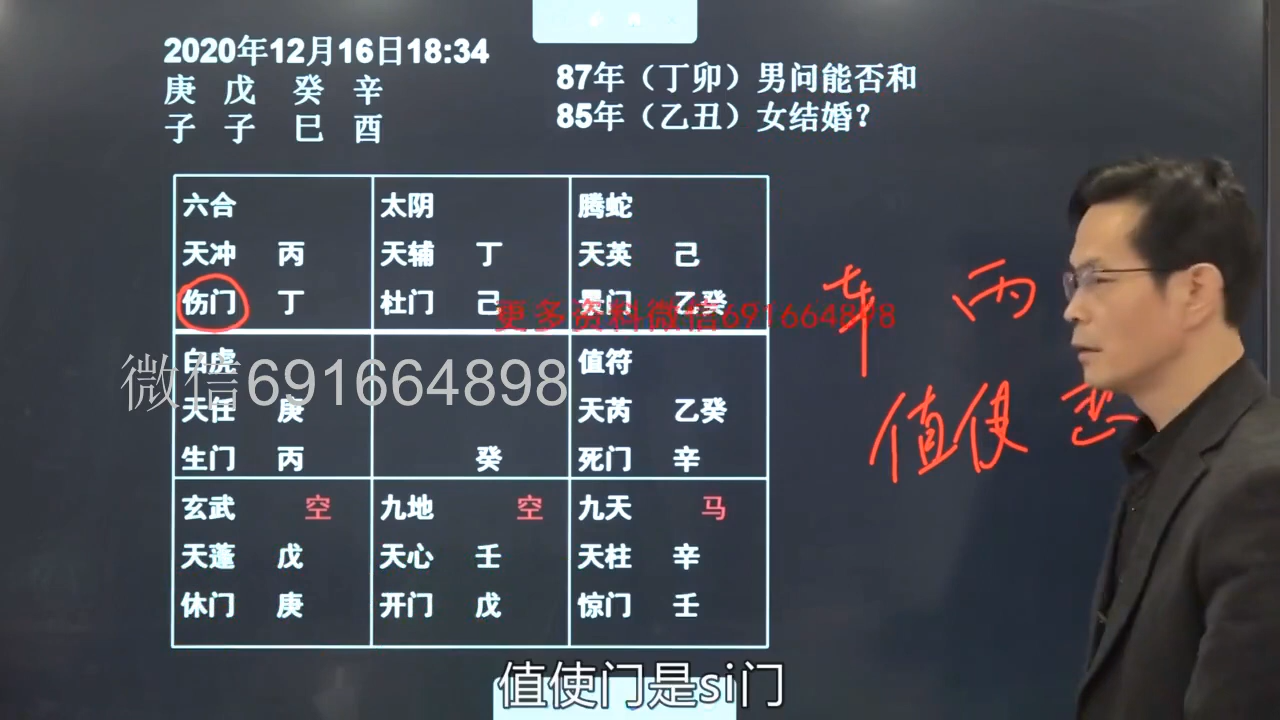 2020年12月16日18:34
庚 戊 癸 辛
子 子 巳 酉
87年（丁卯）男问能否和
85年（乙丑）女结婚？
六合 太阴 腾蛇
天冲 丙 天辅 丁 天英 己
伤门 丁 杜门 己 门 乙癸
更多资料微信691664898
车 丙
白虎 值符
微信691664898
天任 庚 天芮 乙癸
值使
生门 丙 癸 死门 辛
玄武 空 九地 空 九天 马
天蓬 戊 天心 壬 天柱 辛
休门 庚 开门 戊 惊门 壬
值使门是si门